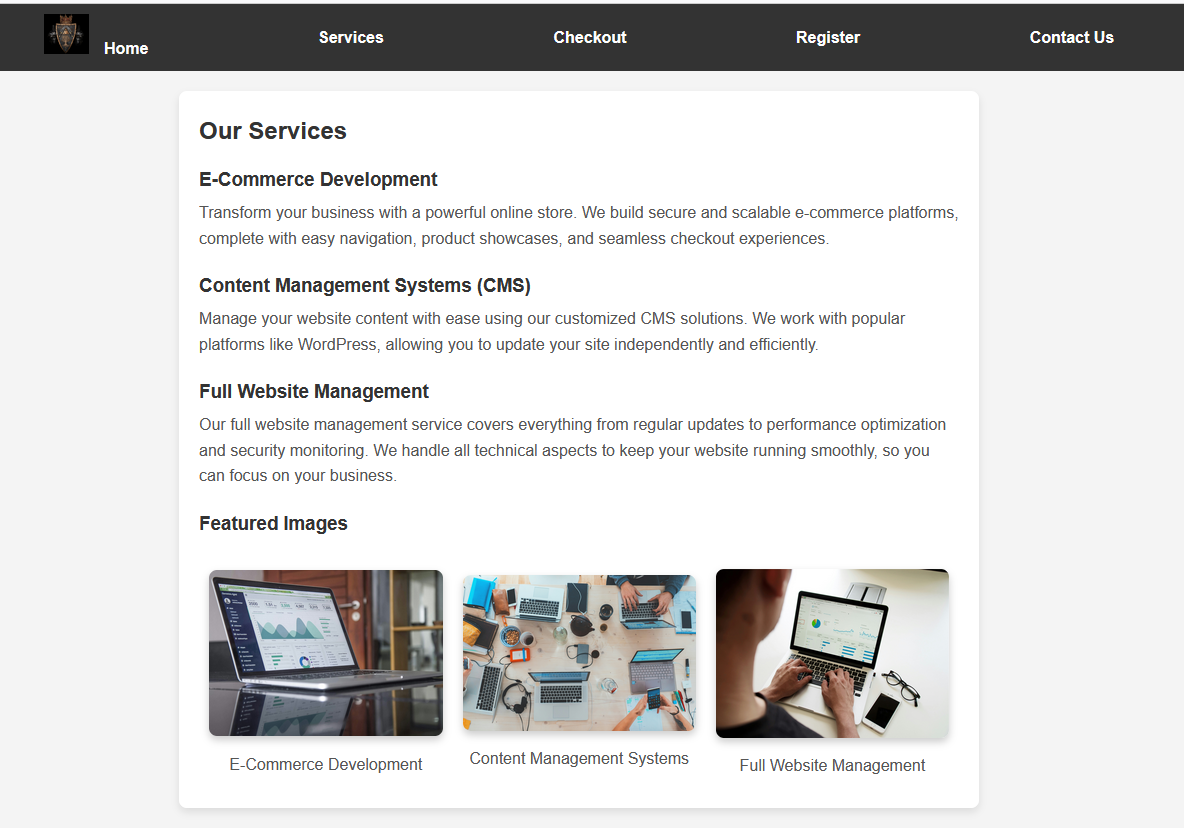 Home
Services
Checkout
Register
Contact Us
Our Services
E-Commerce Development
Transform your business with a powerful online store. We build secure and scalable e-commerce platforms,
complete with easy navigation, product showcases, and seamless checkout experiences.
Content Management Systems (CMS)
Manage your website content with ease using our customized CMS solutions. We work with popular
platforms like WordPress, allowing you to update your site independently and efficiently.
Full Website Management
Our full website management service covers everything from regular updates to performance optimization
and security monitoring. We handle all technical aspects to keep your website running smoothly, so you
can focus on your business.
Featured Images
E-Commerce Development
Content Management Systems
Full Website Management